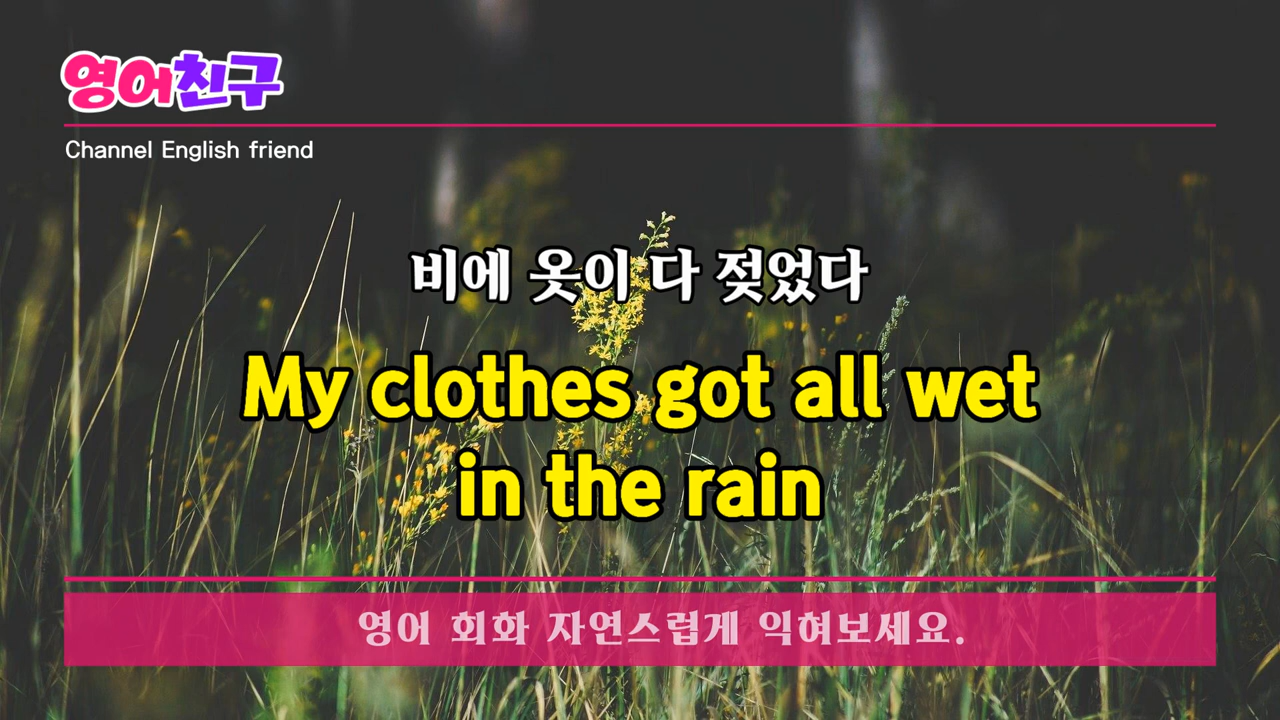 영어친구
Channel English friend
비에 옷이 다 젖었다
My clothes got all wet
in the rain
영어 회화 자연스럽게 익혀보세요.